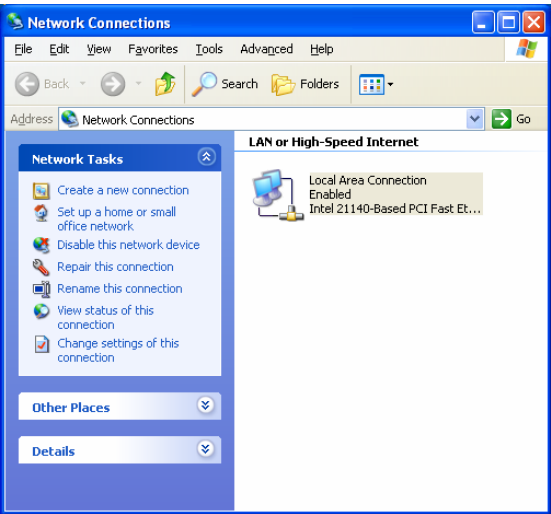 Network Connections
File Edit View Favorites Tools Advanced Help
Back Search Folders
Address Network Connections Go
Network Tasks
Create a new connection
Set up a home or small
office network
Disable this network device
Repair this connection
Rename this connection
View status of this
connection
Change settings of this
connection
Other Places
Details
LAN or High-Speed Internet
Local Area Connection
Enabled
Intel 21140-Based PCI Fast Et...